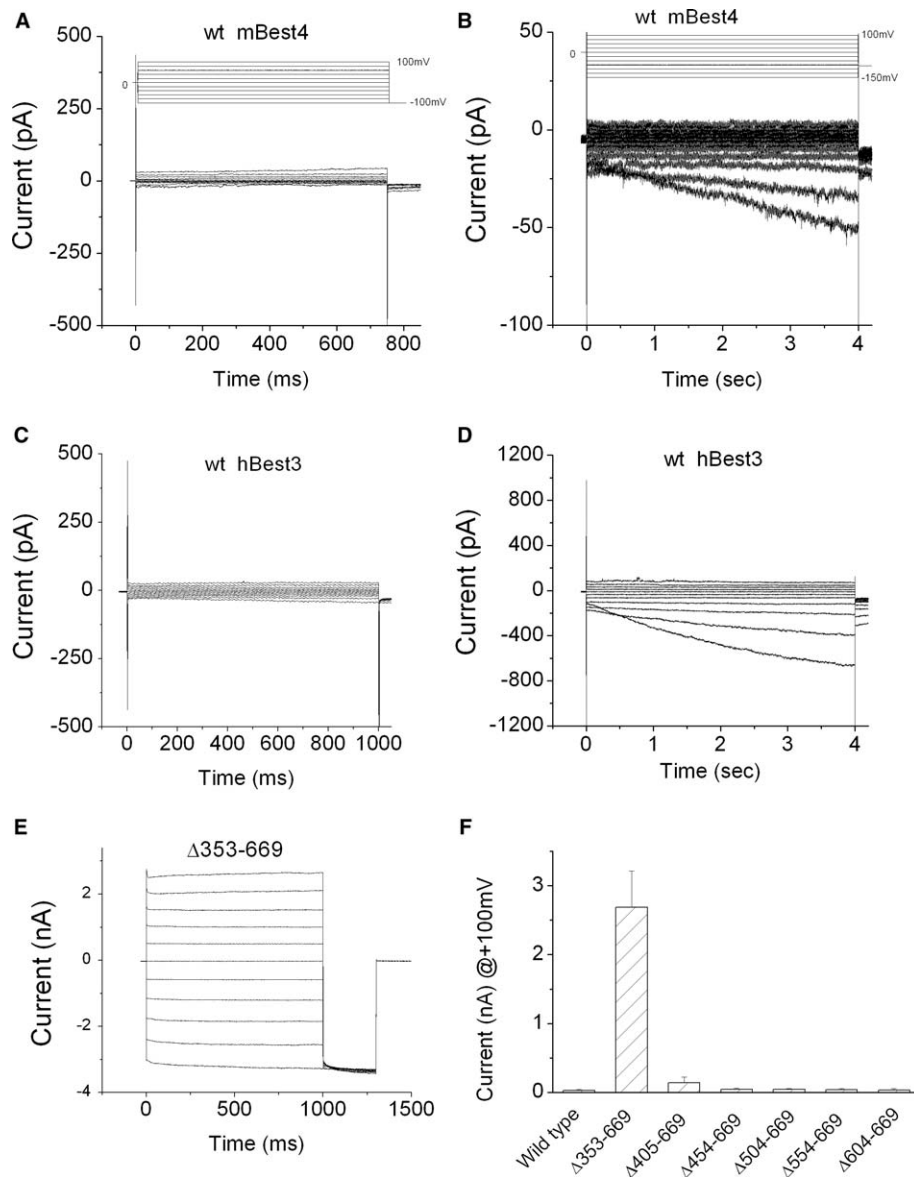 A
wt mBest4
500
250
0
-250
-500
Current (pA)
100mV
0
-100mV
0 200 400 600 800
Time (ms)
B
wt mBest4
50
0
-50
-100
Current (pA)
100mV
0
-150mV
0 1 2 3 4
Time (sec)
C
wt hBest3
500
250
0
-250
-500
Current (pA)
0 200 400 600 800 1000
Time (ms)
D
wt hBest3
1200
800
400
0
-400
-800
-1200
Current (pA)
0 1 2 3 4
Time (sec)
E
Δ353-669
2
0
-2
-4
Current (nA)
0 500 1000 1500
Time (ms)
F
3
2
1
0
Current (nA) @+100mV
Wild type
Δ353-669
Δ405-669
Δ454-669
Δ504-669
Δ554-669
Δ604-669